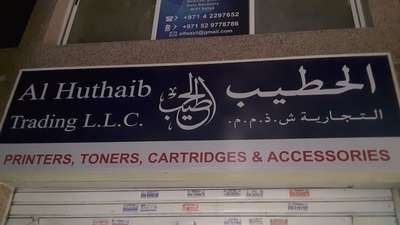 +971 4 2297652
+971 52 9778786
Al Huthaib
Trading L.L.C.
الحطيب
التجارية ش.ذ.م.م.
PRINTERS, TONERS, CARTRIDGES & ACCESSORIES